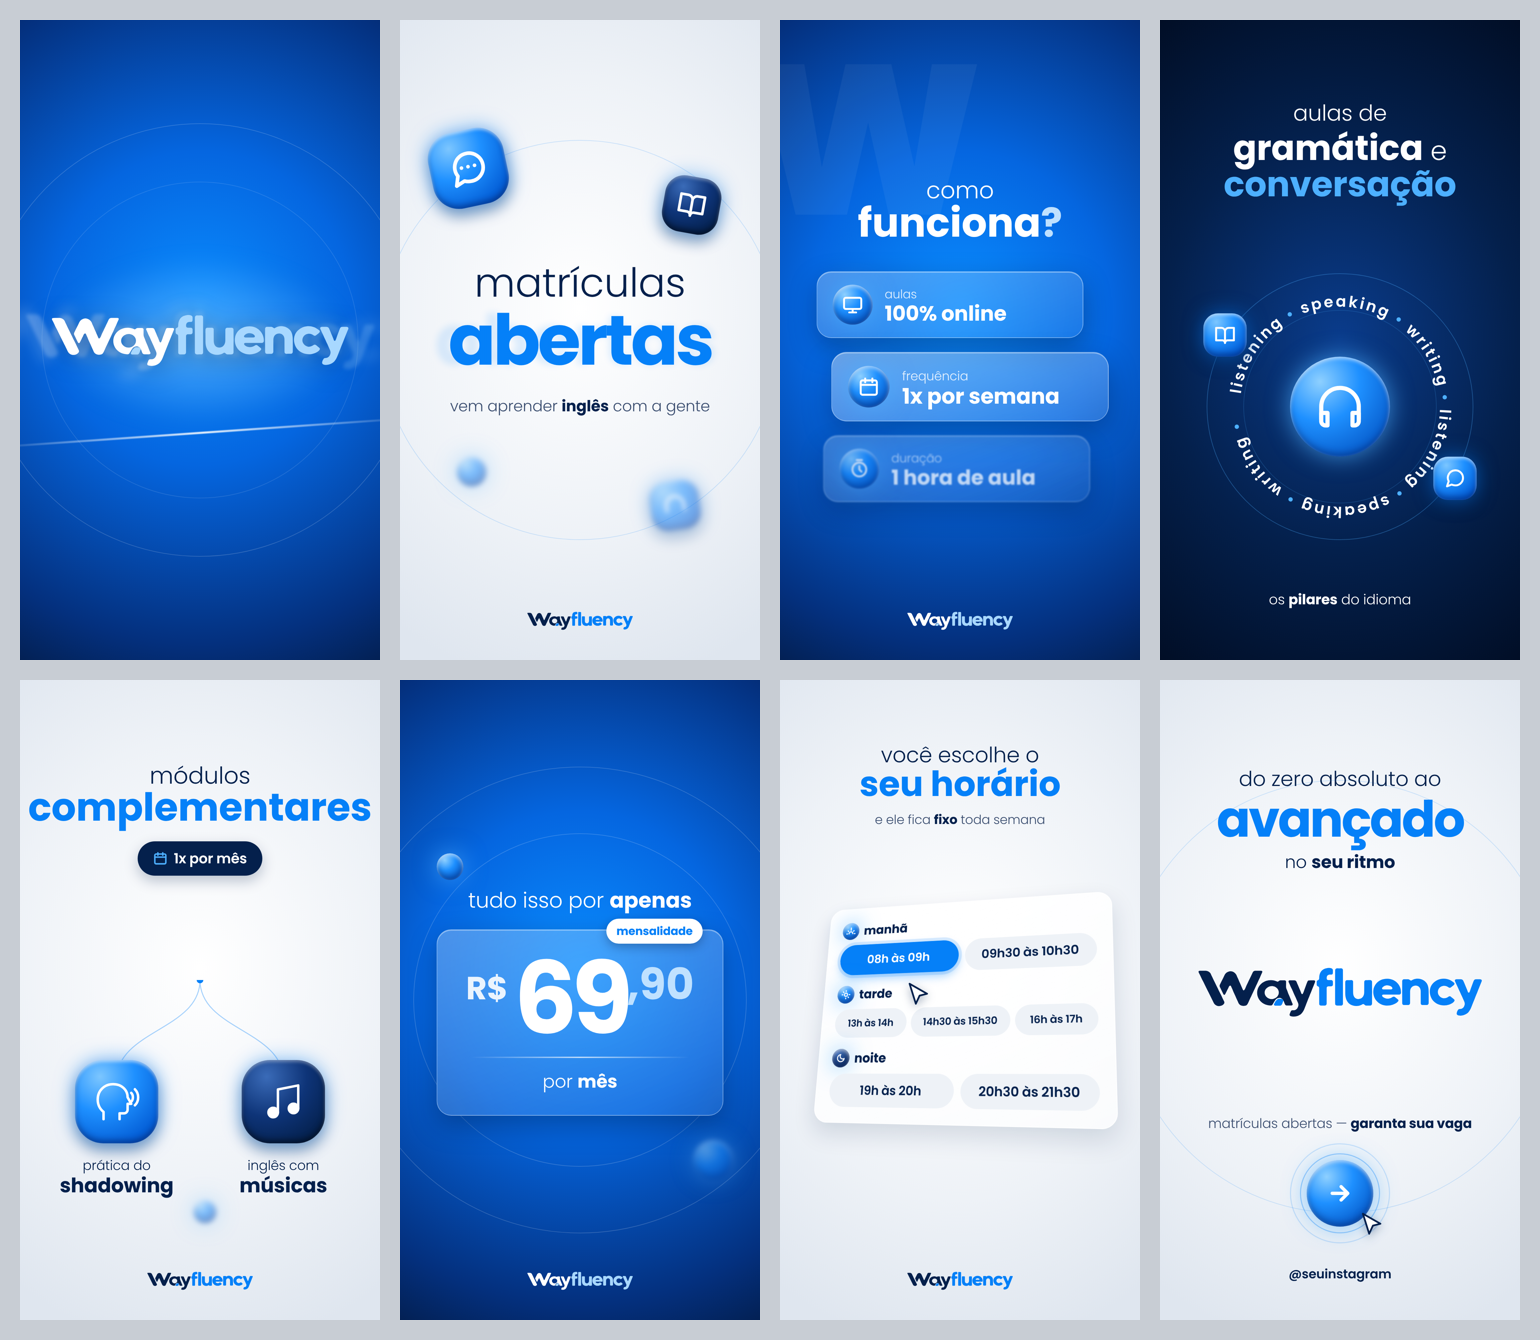 Wayfluency
matrículas
abertas
vem aprender inglês com a gente
Wayfluency
W
como
funciona?
aulas
100% online
frequência
1x por semana
duração
1 hora de aula
Wayfluency
aulas de
gramática e
conversação
listening • speaking • writing • listening • speaking • writing •
os pilares do idioma
módulos
complementares
1x por mês
prática do
shadowing
inglês com
músicas
Wayfluency
tudo isso por apenas
mensalidade
R$ 69,90
por mês
Wayfluency
você escolhe o
seu horário
e ele fica fixo toda semana
manhã
08h às 09h
09h30 às 10h30
tarde
13h às 14h
14h30 às 15h30
16h às 17h
noite
19h às 20h
20h30 às 21h30
Wayfluency
do zero absoluto ao
avançado
no seu ritmo
Wayfluency
matrículas abertas — garanta sua vaga
@seuinstagram